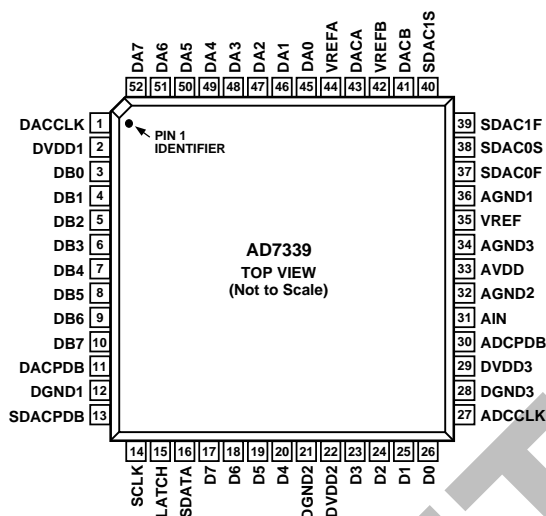 DA7 DA6 DA5 DA4 DA3 DA2 DA1 DA0 VREFA DACA VREFB DACB SDAC1S
52 51 50 49 48 47 46 45 44 43 42 41 40
DACCLK 1
DVDD1 2
DB0 3
DB1 4
DB2 5
DB3 6
DB4 7
DB5 8
DB6 9
DB7 10
DACPDB 11
DGND1 12
SDACPDB 13
PIN 1
IDENTIFIER
AD7339
TOP VIEW
(Not to Scale)
39 SDAC1F
38 SDAC0S
37 SDAC0F
36 AGND1
35 VREF
34 AGND3
33 AVDD
32 AGND2
31 AIN
30 ADCPDB
29 DVDD3
28 DGND3
27 ADCCLK
14 15 16 17 18 19 20 21 22 23 24 25 26
SCLK LATCH SDATA D7 D6 D5 D4 DGND2 DVDD2 D3 D2 D1 D0